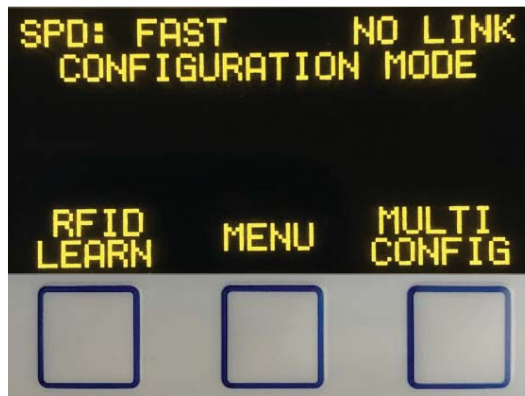 SPD: FAST NO LINK
CONFIGURATION MODE
RFID LEARN
MENU
MULTI CONFIG